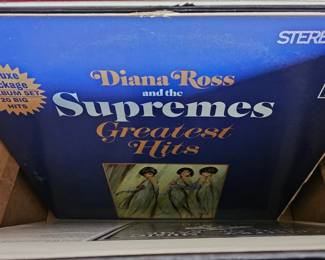 STERE
Diana Ross
and the
Supremes
Greatest
Hits
uxe
ackage
LBUM SET
20 BIG
HITS